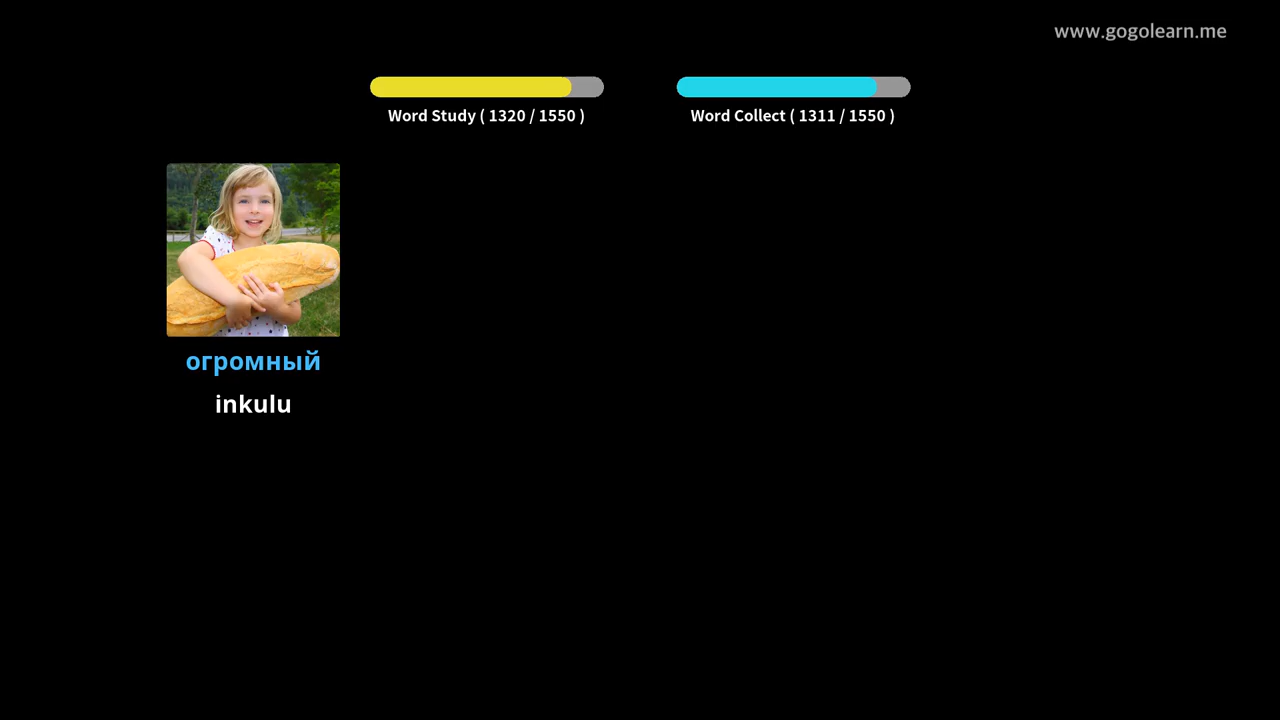 www.gogolearn.me
Word Study ( 1320 / 1550 )
Word Collect ( 1311 / 1550 )
огромный
inkulu